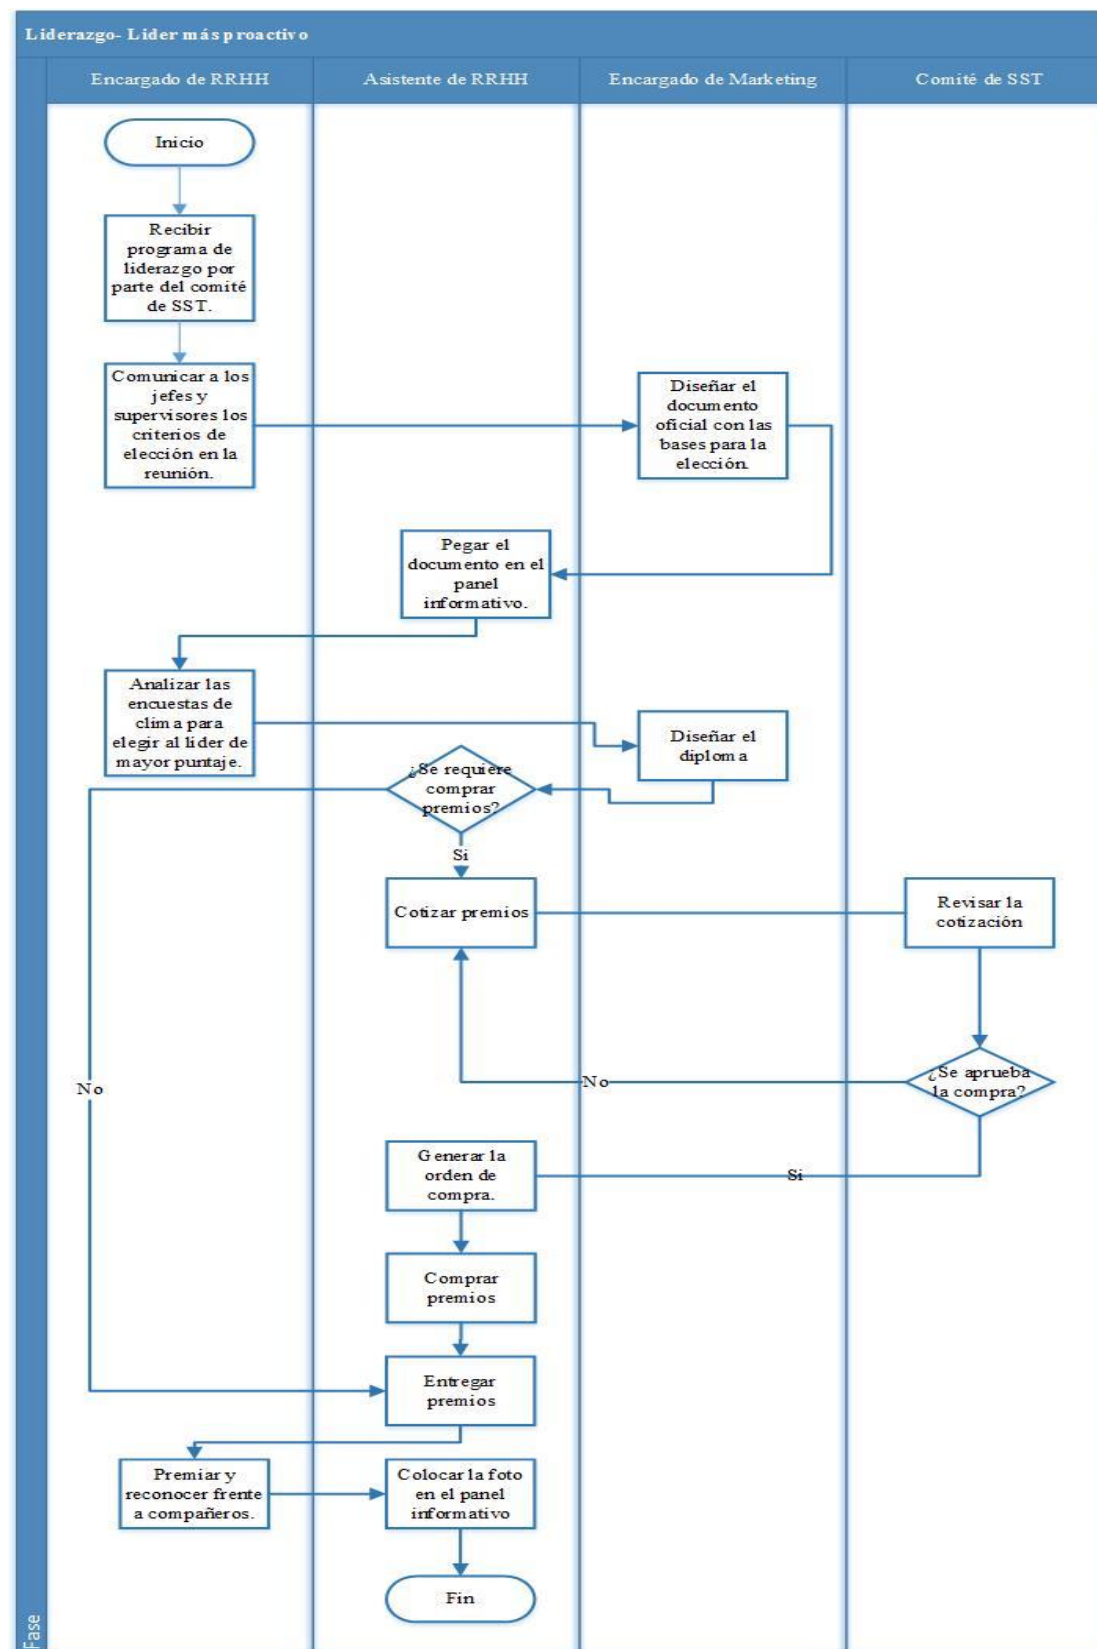 Liderazgo- Lider más proactivo
Encargado de RRHH
Asistente de RRHH
Encargado de Marketing
Comité de SST
Inicio
Recibir
programa de
liderazgo por
parte del comité
de SST.
Comunicar a los
jefes y
supervisores los
criterios de
elección en la
reunión.
Diseñar el
documento
oficial con las
bases para la
elección.
Pegar el
documento en el
panel
informativo.
Analizar las
encuestas de
clima para
elegir al lider de
mayor puntaje.
Diseñar el
diploma
¿Se requiere
comprar
premios?
Si
Cotizar premios
Revisar la
cotización
¿Se aprueba
la compra?
No
No
Si
Generar la
orden de
compra.
Comprar
premios
Entregar
premios
Premiar y
reconocer frente
a compañeros.
Colocar la foto
en el panel
informativo
Fin
Fase